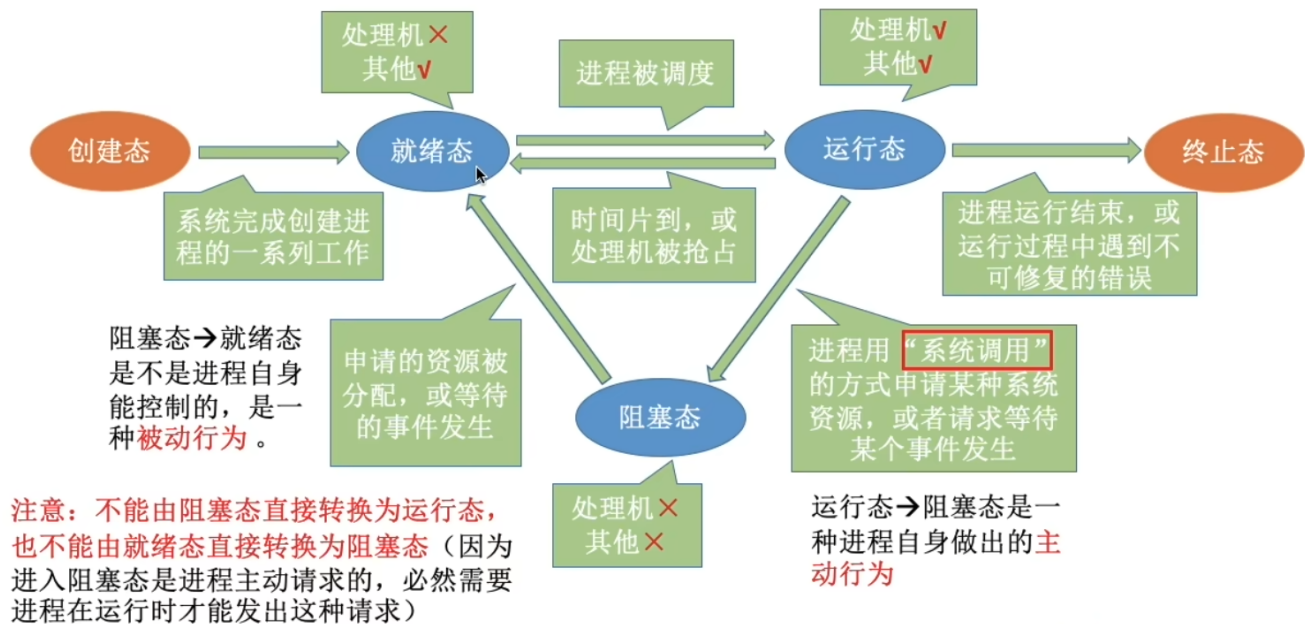 处理机×
其他√
进程被调度
处理机√
其他√
创建态
就绪态
运行态
终止态
系统完成创建进
程的一系列工作
时间片到，或
处理机被抢占
进程运行结束，或
运行过程中遇到不
可修复的错误
阻塞态→就绪态
是不是进程自身
能控制的，是一
种被动行为。
申请的资源被
分配，或等待
的事件发生
阻塞态
进程用“系统调用”
的方式申请某种系统
资源，或者请求等待
某个事件发生
处理机×
其他×
注意：不能由阻塞态直接转换为运行态，
也不能由就绪态直接转换为阻塞态（因为
进入阻塞态是进程主动请求的，必然需要
进程在运行时才能发出这种请求）
运行态→阻塞态是一
种进程自身做出的主
动行为